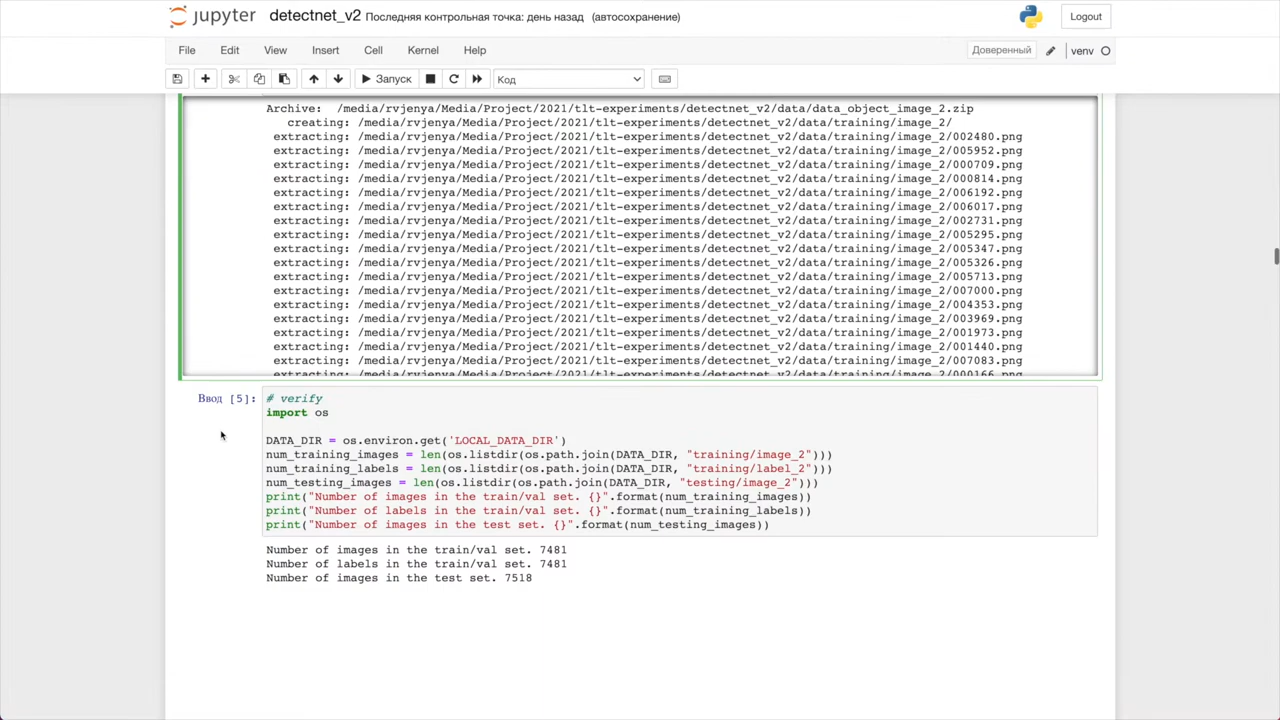 jupyter detectnet_v2 Последняя контрольная точка: день назад (автосохранение) Logout
File Edit View Insert Cell Kernel Help Доверенный venv
Запуск Код
Archive: /media/rvjenya/Media/Project/2021/tlt-experiments/detectnet_v2/data/data_object_image_2.zip
creating: /media/rvjenya/Media/Project/2021/tlt-experiments/detectnet_v2/data/training/image_2/
extracting: /media/rvjenya/Media/Project/2021/tlt-experiments/detectnet_v2/data/training/image_2/002480.png
extracting: /media/rvjenya/Media/Project/2021/tlt-experiments/detectnet_v2/data/training/image_2/005952.png
extracting: /media/rvjenya/Media/Project/2021/tlt-experiments/detectnet_v2/data/training/image_2/000709.png
extracting: /media/rvjenya/Media/Project/2021/tlt-experiments/detectnet_v2/data/training/image_2/000814.png
extracting: /media/rvjenya/Media/Project/2021/tlt-experiments/detectnet_v2/data/training/image_2/006192.png
extracting: /media/rvjenya/Media/Project/2021/tlt-experiments/detectnet_v2/data/training/image_2/006017.png
extracting: /media/rvjenya/Media/Project/2021/tlt-experiments/detectnet_v2/data/training/image_2/002731.png
extracting: /media/rvjenya/Media/Project/2021/tlt-experiments/detectnet_v2/data/training/image_2/005295.png
extracting: /media/rvjenya/Media/Project/2021/tlt-experiments/detectnet_v2/data/training/image_2/005347.png
extracting: /media/rvjenya/Media/Project/2021/tlt-experiments/detectnet_v2/data/training/image_2/005326.png
extracting: /media/rvjenya/Media/Project/2021/tlt-experiments/detectnet_v2/data/training/image_2/005713.png
extracting: /media/rvjenya/Media/Project/2021/tlt-experiments/detectnet_v2/data/training/image_2/007000.png
extracting: /media/rvjenya/Media/Project/2021/tlt-experiments/detectnet_v2/data/training/image_2/004353.png
extracting: /media/rvjenya/Media/Project/2021/tlt-experiments/detectnet_v2/data/training/image_2/003969.png
extracting: /media/rvjenya/Media/Project/2021/tlt-experiments/detectnet_v2/data/training/image_2/001973.png
extracting: /media/rvjenya/Media/Project/2021/tlt-experiments/detectnet_v2/data/training/image_2/001440.png
extracting: /media/rvjenya/Media/Project/2021/tlt-experiments/detectnet_v2/data/training/image_2/007083.png
extracting: /media/rvjenya/Media/Project/2021/tlt-experiments/detectnet_v2/data/training/image_2/000166.png
Ввод [5]: # verify
import os
DATA_DIR = os.environ.get('LOCAL_DATA_DIR')
num_training_images = len(os.listdir(os.path.join(DATA_DIR, "training/image_2")))
num_training_labels = len(os.listdir(os.path.join(DATA_DIR, "training/label_2")))
num_testing_images = len(os.listdir(os.path.join(DATA_DIR, "testing/image_2")))
print("Number of images in the train/val set. {}".format(num_training_images))
print("Number of labels in the train/val set. {}".format(num_training_labels))
print("Number of images in the test set. {}".format(num_testing_images))
Number of images in the train/val set. 7481
Number of labels in the train/val set. 7481
Number of images in the test set. 7518